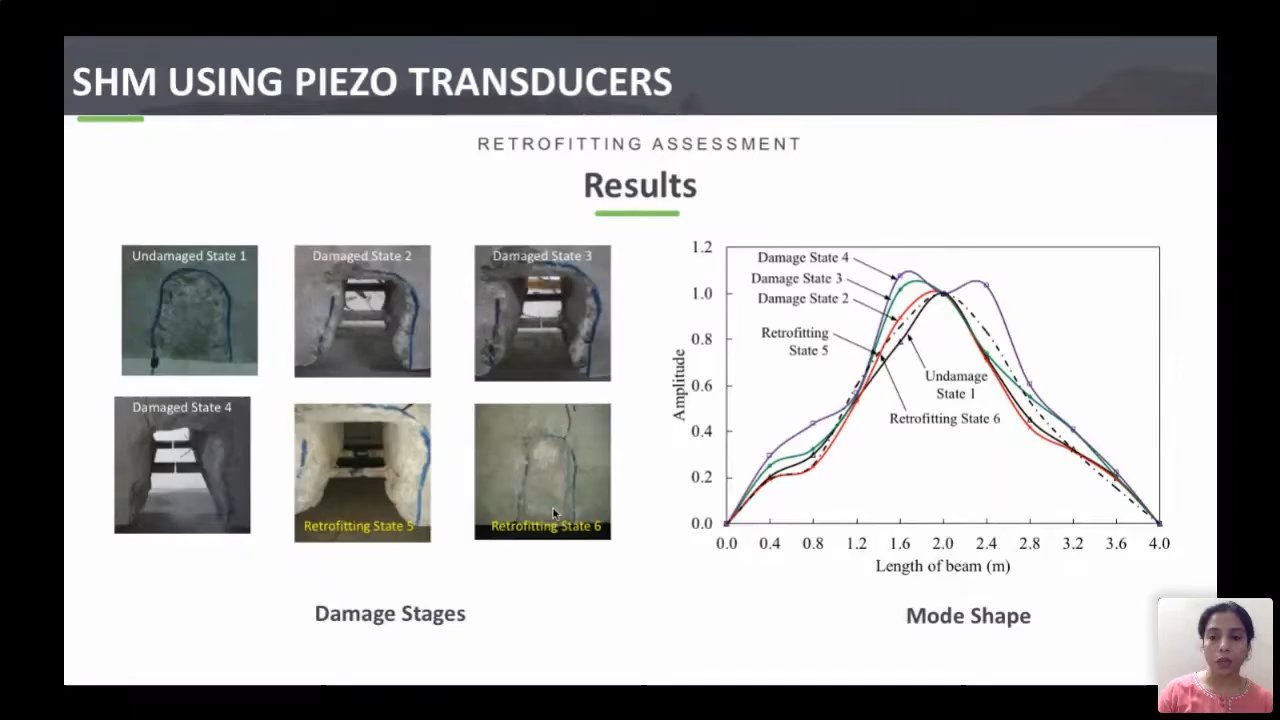 SHM USING PIEZO TRANSDUCERS
RETROFITTING ASSESSMENT
Results
Undamaged State 1
Damaged State 2
Damaged State 3
Damaged State 4
Retrofitting State 5
Retrofitting State 6
Damage Stages
1.2
1.0
0.8
0.6
0.4
0.2
0.0
Amplitude
Damage State 4
Damage State 3
Damage State 2
Retrofitting
State 5
Undamage
State 1
Retrofitting State 6
0.0 0.4 0.8 1.2 1.6 2.0 2.4 2.8 3.2 3.6 4.0
Length of beam (m)
Mode Shape